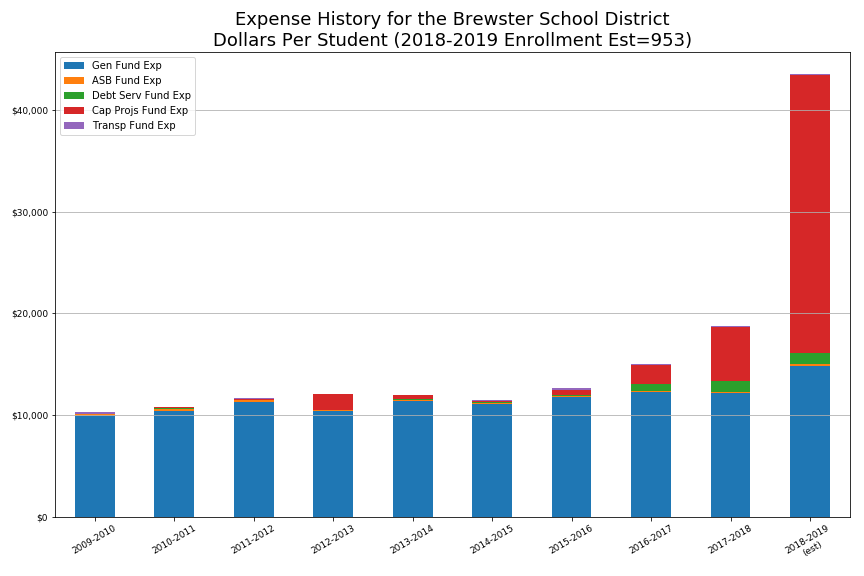 Expense History for the Brewster School District
Dollars Per Student (2018-2019 Enrollment Est=953)
Gen Fund Exp
ASB Fund Exp
Debt Serv Fund Exp
Cap Projs Fund Exp
Transp Fund Exp
$40,000
$30,000
$20,000
$10,000
$0
2009-2010
2010-2011
2011-2012
2012-2013
2013-2014
2014-2015
2015-2016
2016-2017
2017-2018
2018-2019
(est)